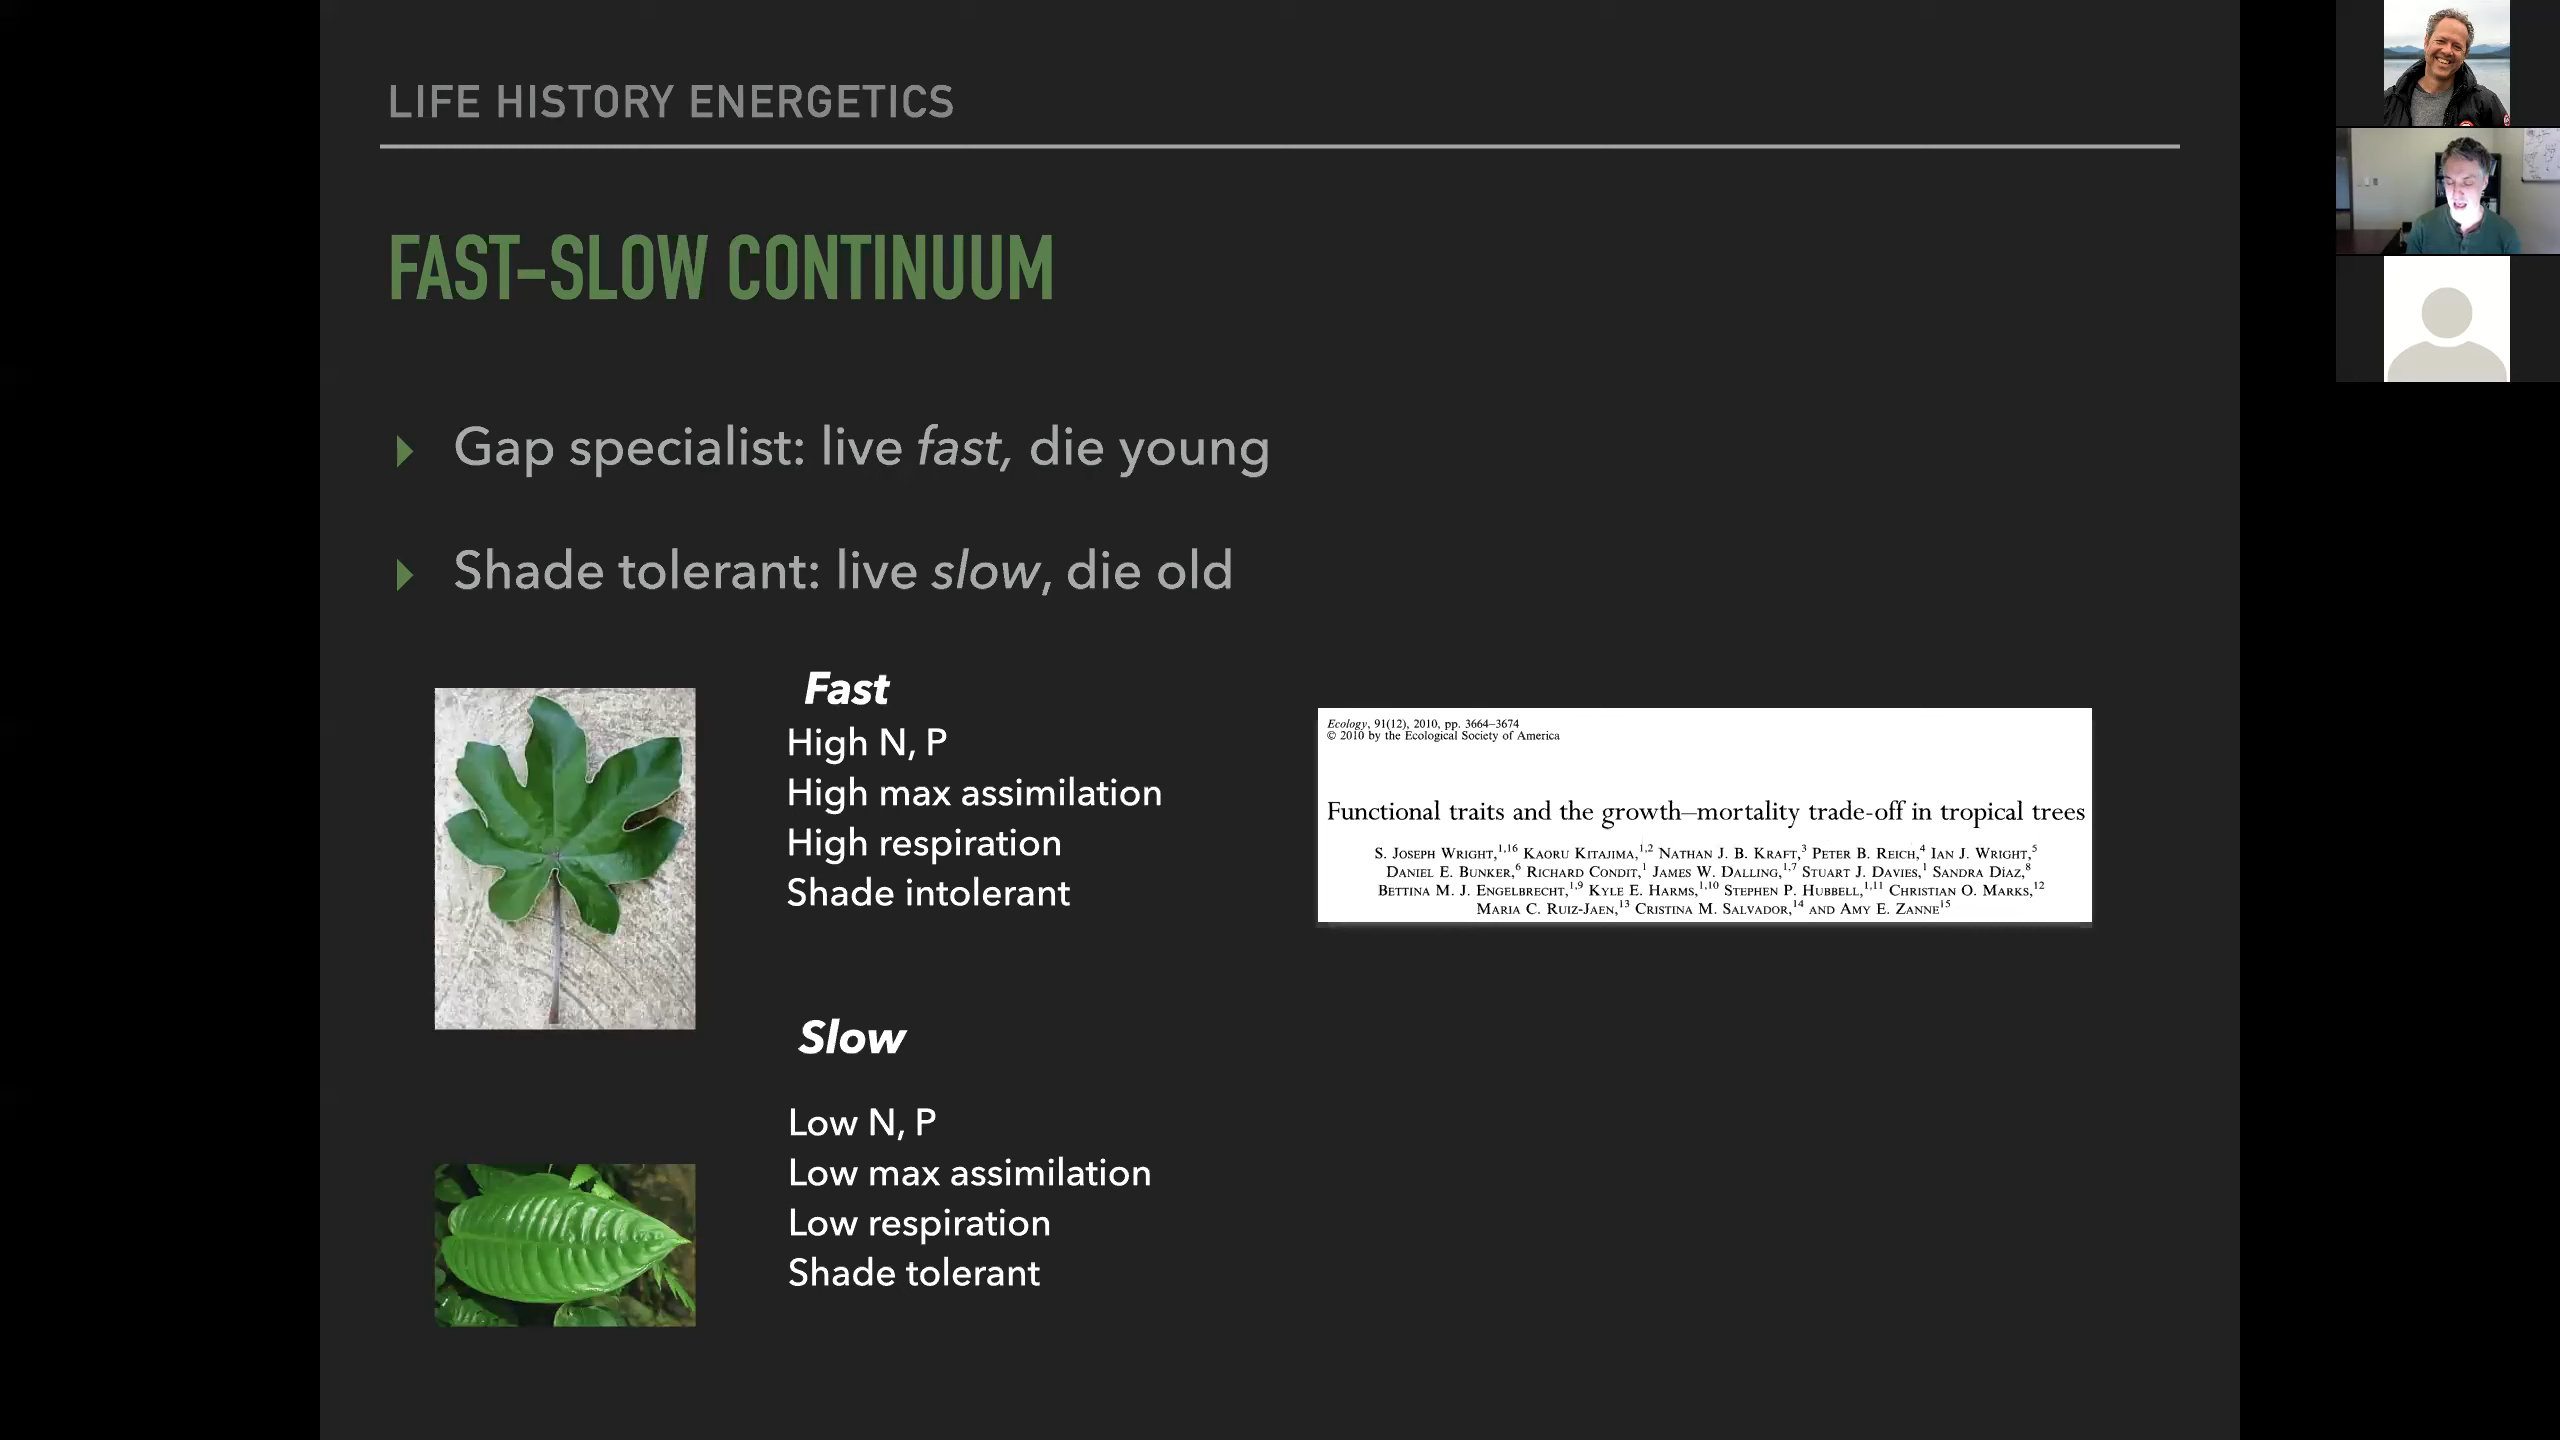 LIFE HISTORY ENERGETICS
FAST-SLOW CONTINUUM
Gap specialist: live fast, die young
Shade tolerant: live slow, die old
Fast
High N, P
High max assimilation
High respiration
Shade intolerant
Slow
Low N, P
Low max assimilation
Low respiration
Shade tolerant
Ecology, 91(12), 2010, pp. 3664–3674
© 2010 by the Ecological Society of America
Functional traits and the growth–mortality trade-off in tropical trees
S. Joseph Wright,1,16 Kaoru Kitajima,1,2 Nathan J. B. Kraft,3 Peter B. Reich,4 Ian J. Wright,5
Daniel E. Bunker,6 Richard Condit,1 James W. Dalling,1,7 Stuart J. Davies,1 Sandra Díaz,8
Bettina M. J. Engelbrecht,1,9 Kyle E. Harms,1,10 Stephen P. Hubbell,1,11 Christian O. Marks,12
Maria C. Ruiz-Jaen,13 Cristina M. Salvador,14 and Amy E. Zanne15